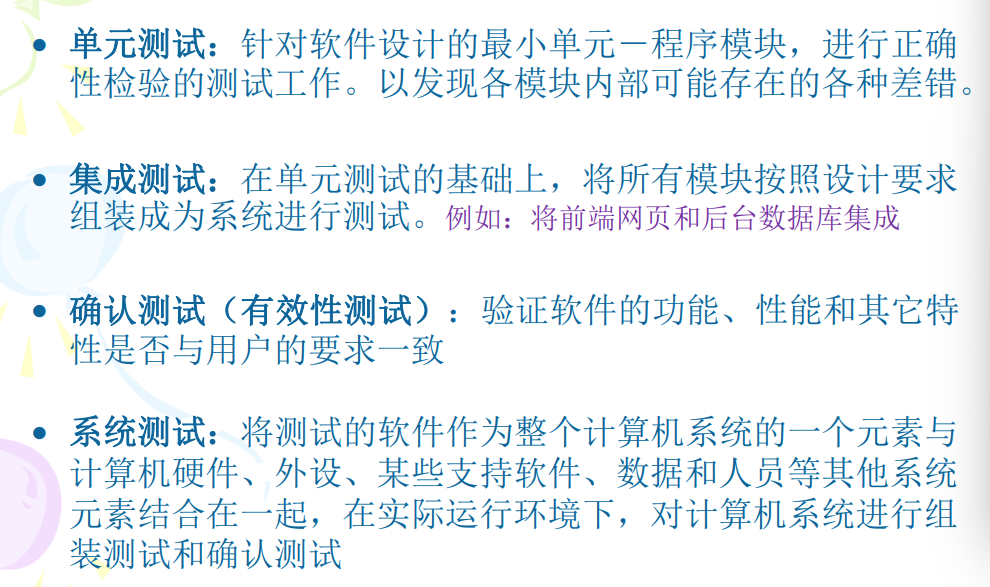 • 单元测试：针对软件设计的最小单元－程序模块，进行正确
性检验的测试工作。以发现各模块内部可能存在的各种差错。
• 集成测试：在单元测试的基础上，将所有模块按照设计要求
组装成为系统进行测试。例如：将前端网页和后台数据库集成
• 确认测试（有效性测试）：验证软件的功能、性能和其它特
性是否与用户的要求一致
• 系统测试：将测试的软件作为整个计算机系统的一个元素与
计算机硬件、外设、某些支持软件、数据和人员等其他系统
元素结合在一起，在实际运行环境下，对计算机系统进行组
装测试和确认测试